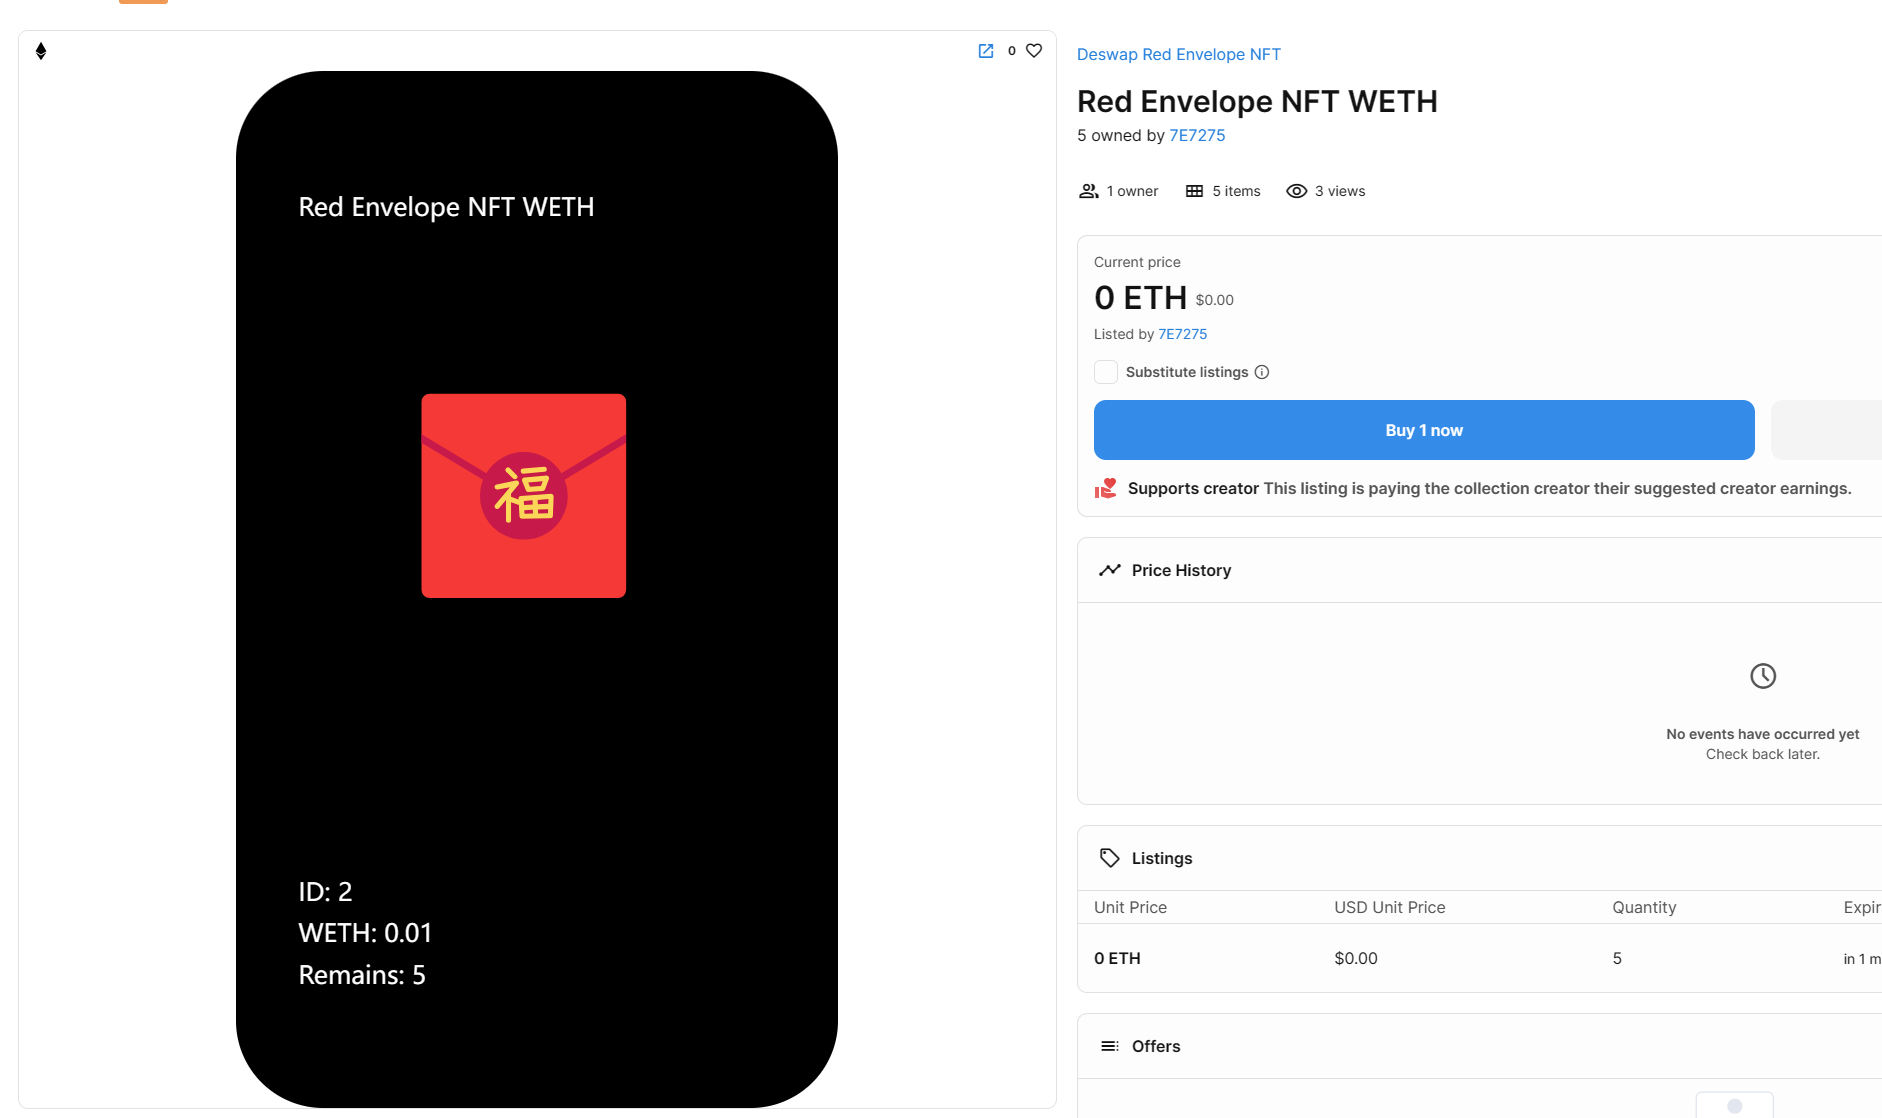 0
Red Envelope NFT WETH
福
ID: 2
WETH: 0.01
Remains: 5
Deswap Red Envelope NFT
Red Envelope NFT WETH
5 owned by 7E7275
1 owner 5 items 3 views
Current price
0 ETH $0.00
Listed by 7E7275
Substitute listings
Buy 1 now
Supports creator This listing is paying the collection creator their suggested creator earnings.
Price History
No events have occurred yet
Check back later.
Listings
Unit Price USD Unit Price Quantity Expir
0 ETH $0.00 5 in 1 m
Offers